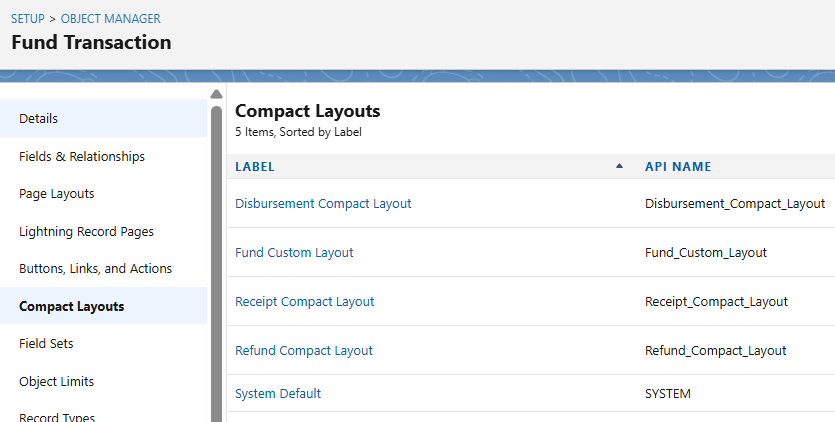 SETUP > OBJECT MANAGER
Fund Transaction
Details
Fields & Relationships
Page Layouts
Lightning Record Pages
Buttons, Links, and Actions
Compact Layouts
Field Sets
Object Limits
Record Types
Compact Layouts
5 Items, Sorted by Label
LABEL API NAME
Disbursement Compact Layout Disbursement_Compact_Layout
Fund Custom Layout Fund_Custom_Layout
Receipt Compact Layout Receipt_Compact_Layout
Refund Compact Layout Refund_Compact_Layout
System Default SYSTEM